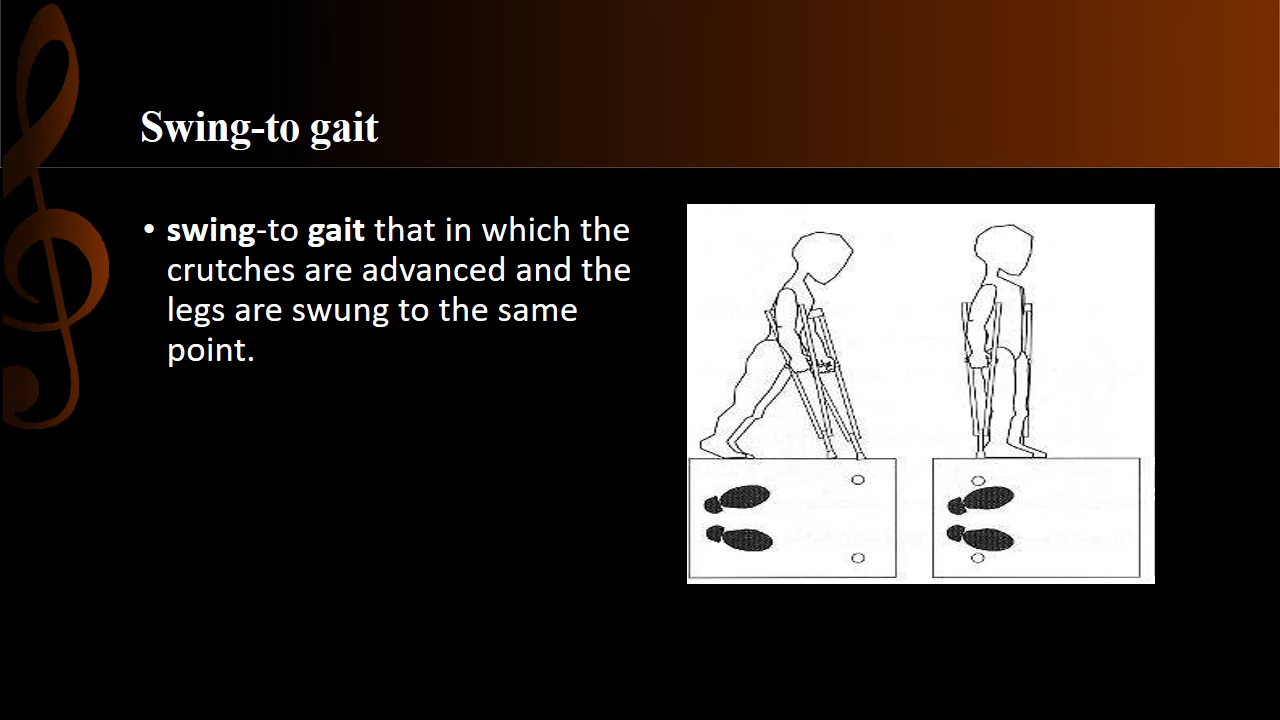 Swing-to gait
• swing-to gait that in which the
crutches are advanced and the
legs are swung to the same
point.